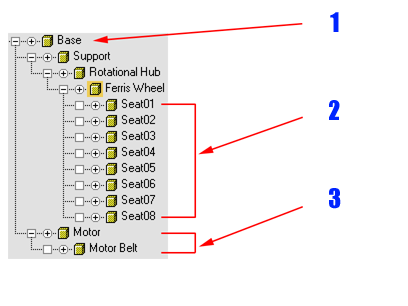 1
Base
Support
Rotational Hub
Ferris Wheel
Seat01
Seat02
2
Seat03
Seat04
Seat05
Seat06
Seat07
3
Seat08
Motor
Motor Belt